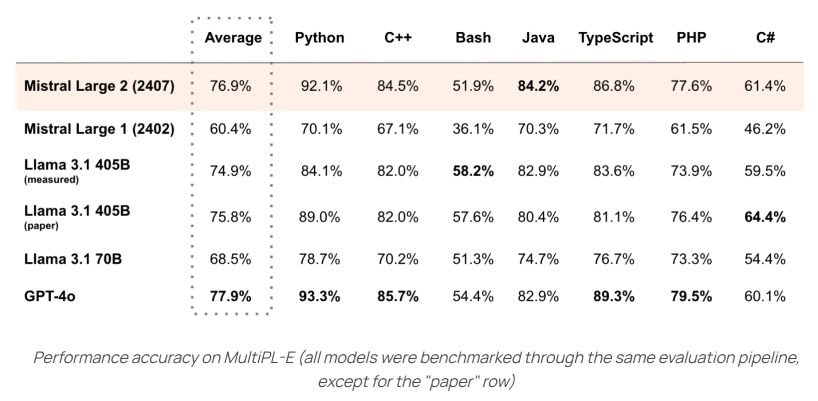 Average Python C++ Bash Java TypeScript PHP C#
Mistral Large 2 (2407) 76.9% 92.1% 84.5% 51.9% 84.2% 86.8% 77.6% 61.4%
Mistral Large 1 (2402) 60.4% 70.1% 67.1% 36.1% 70.3% 71.7% 61.5% 46.2%
Llama 3.1 405B 74.9% 84.1% 82.0% 58.2% 82.9% 83.6% 73.9% 59.5%
(measured)
Llama 3.1 405B 75.8% 89.0% 82.0% 57.6% 80.4% 81.1% 76.4% 64.4%
(paper)
Llama 3.1 70B 68.5% 78.7% 70.2% 51.3% 74.7% 76.7% 73.3% 54.4%
GPT-4o 77.9% 93.3% 85.7% 54.4% 82.9% 89.3% 79.5% 60.1%
Performance accuracy on MultiPL-E (all models were benchmarked through the same evaluation pipeline,
except for the "paper" row)